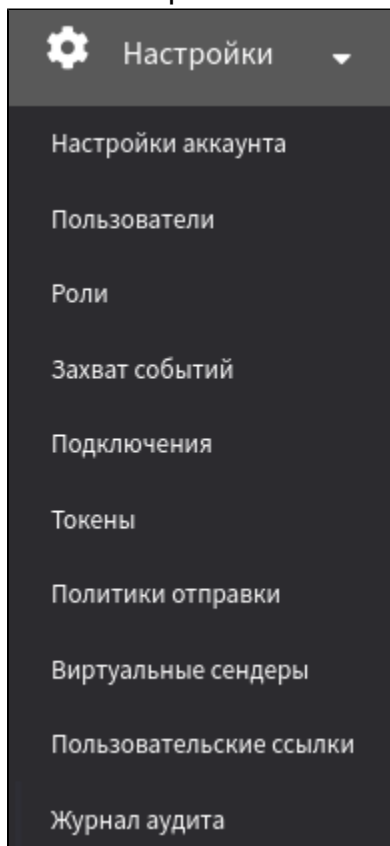 Настройки
Настройки аккаунта
Пользователи
Роли
Захват событий
Подключения
Токены
Политики отправки
Виртуальные сендеры
Пользовательские ссылки
Журнал аудита